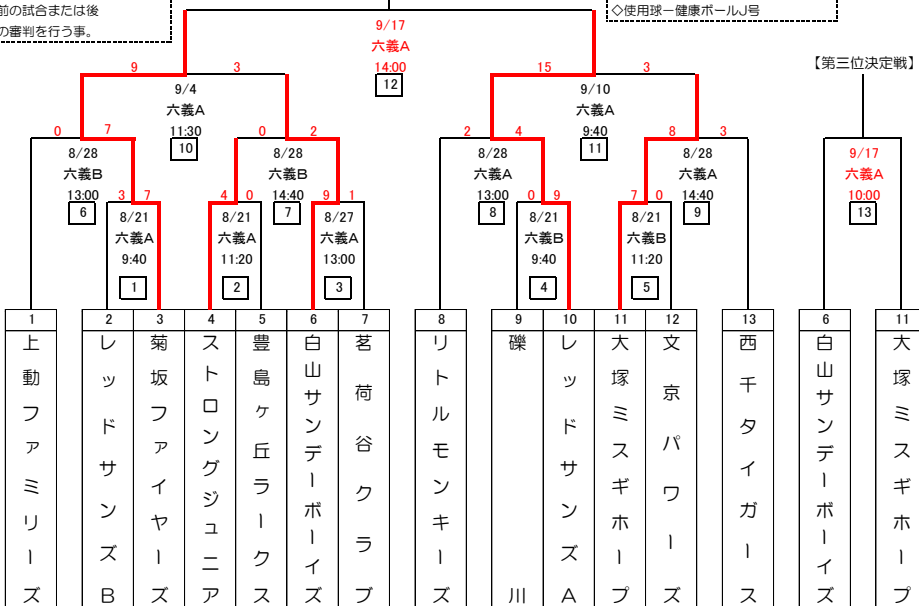 前の試合または後
の審判を行う事。
◇使用球－健康ボールJ号
9/17
六義A
14:00
12
【第三位決定戦】
9 3
9/4
六義A
11:30
10
15 3
9/10
六義A
9:40
11
0 7
8/28
六義B
13:00
6
0 2
8/28
六義B
14:40
7
2 4
8/28
六義A
13:00
8
8 3
8/28
六義A
14:40
9
9/17
六義A
10:00
13
3 7
8/21
六義A
9:40
1
4 0
8/21
六義A
11:20
2
9 1
8/27
六義A
13:00
3
0 9
8/21
六義B
9:40
4
7 0
8/21
六義B
11:20
5
1
上動ファミリーズ
2
レッドサンズB
3
菊坂ファイヤーズ
4
ストロングジュニア
5
豊島ヶ丘ラークス
6
白山サンデーボーイズ
7
茗荷谷クラブ
8
リトルモンキーズ
9
礫川
10
レッドサンズA
11
大塚ミスギホープ
12
文京パワーズ
13
西千タイガース
6
白山サンデーボーイズ
11
大塚ミスギホープ